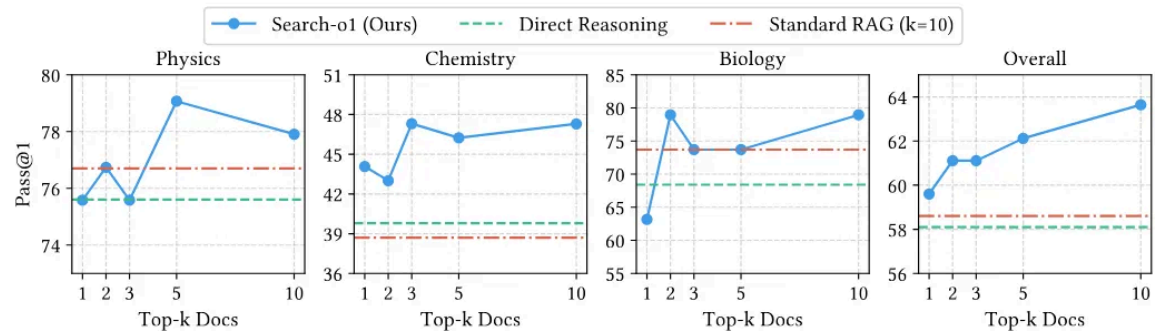 Search-o1 (Ours) Direct Reasoning Standard RAG (k=10)
Physics Chemistry Biology Overall
Pass@1
80
78
76
74
1 2 3 5 10
Top-k Docs
51
48
45
42
39
36
1 2 3 5 10
Top-k Docs
85
80
75
70
65
60
55
1 2 3 5 10
Top-k Docs
64
62
60
58
56
1 2 3 5 10
Top-k Docs